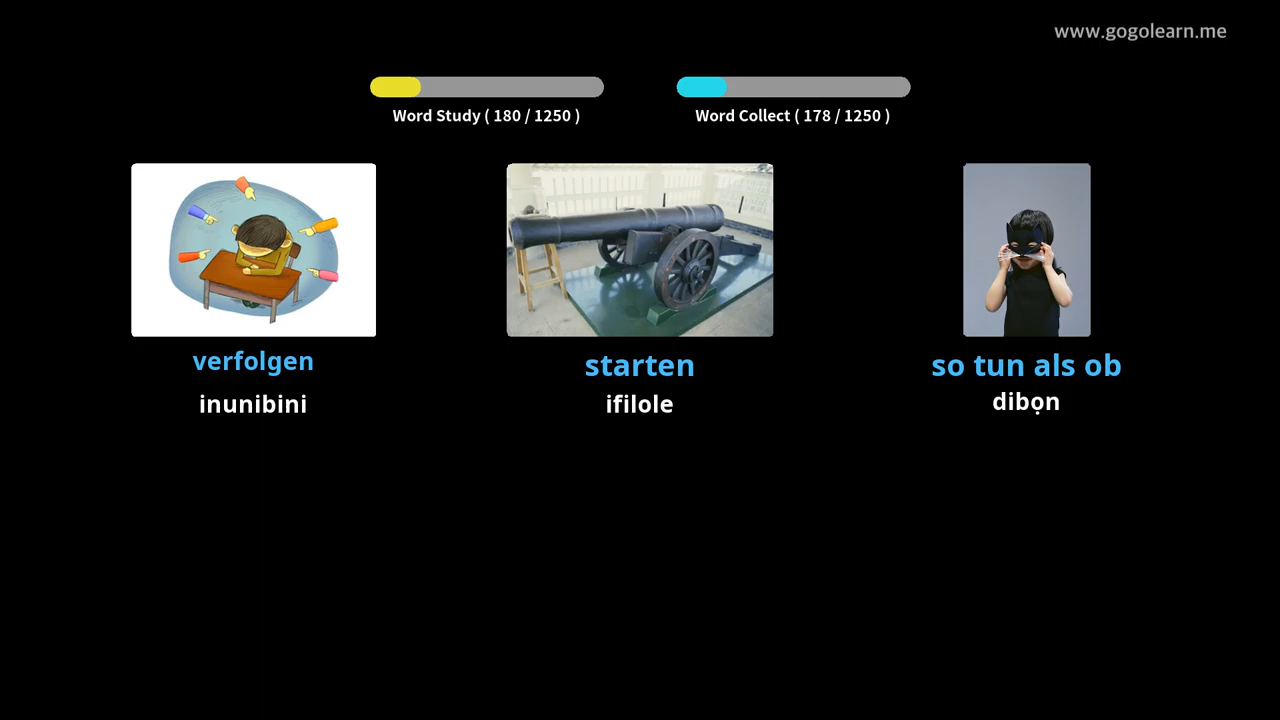 www.gogolearn.me
Word Study ( 180 / 1250 )
Word Collect ( 178 / 1250 )
verfolgen
starten
so tun als ob
inunibini
ifilole
dibọn